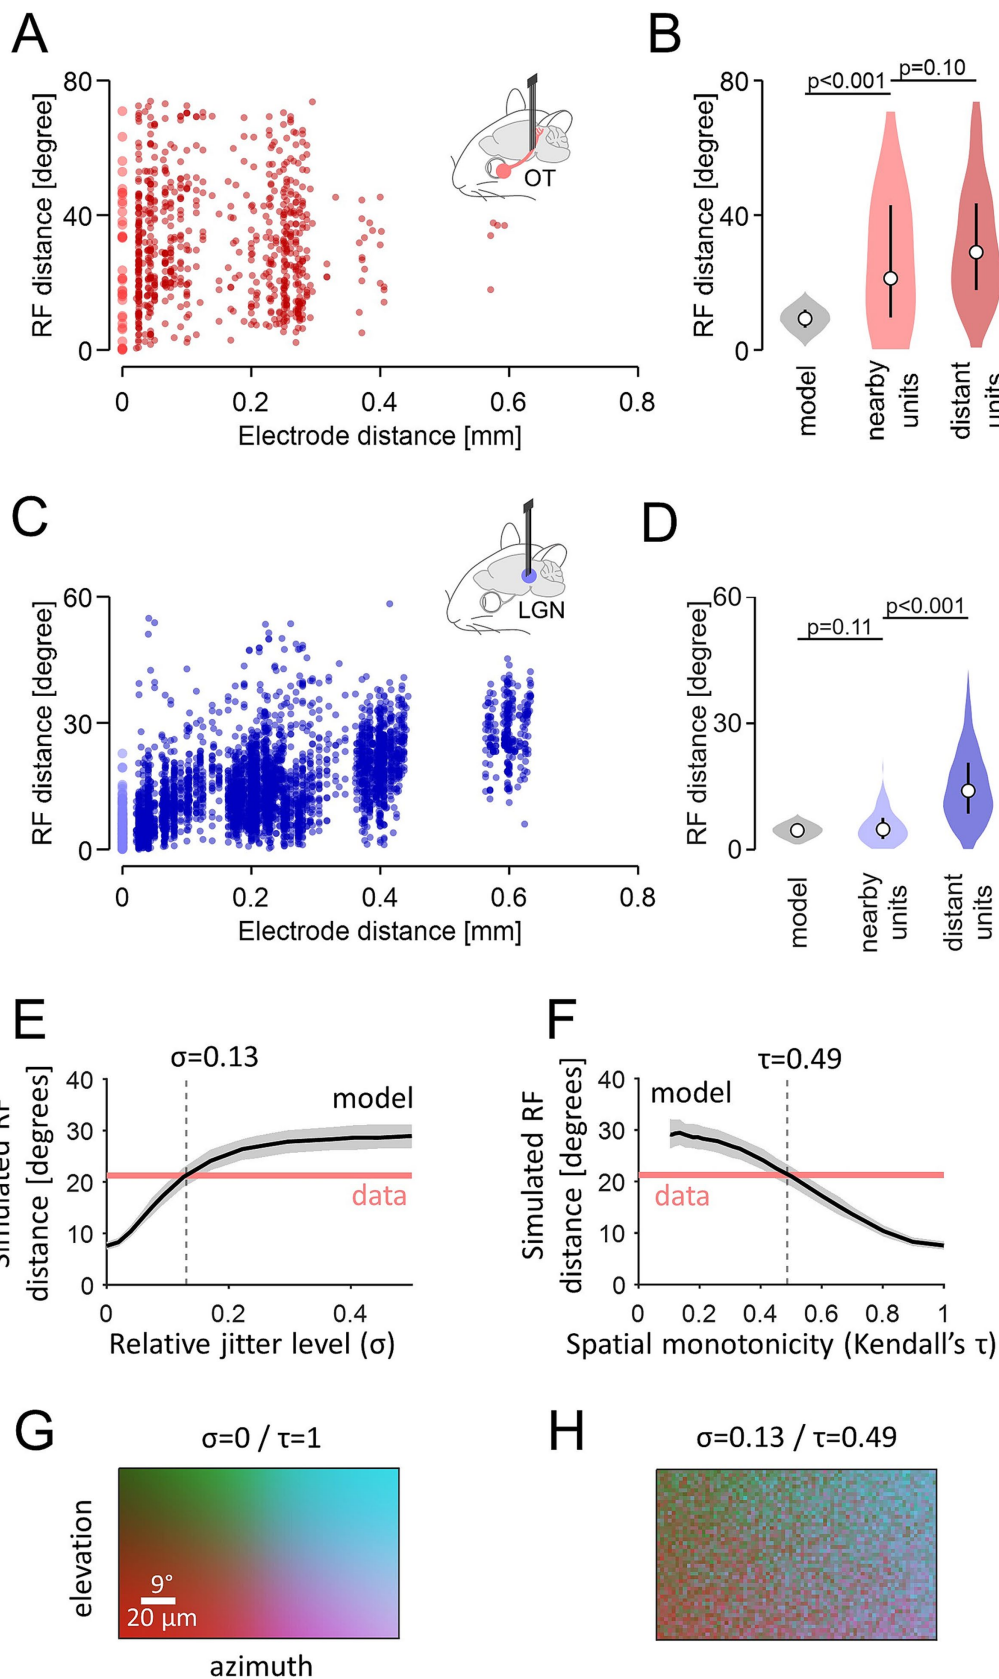 A
B
RF distance [degree]
80
40
0
OT
0
0.2
0.4
0.6
0.8
Electrode distance [mm]
RF distance [degree]
80
40
0
p<0.001
p=0.10
model
nearby
units
distant
units
C
D
RF distance [degree]
60
30
0
LGN
0
0.2
0.4
0.6
0.8
Electrode distance [mm]
RF distance [degree]
60
30
0
p=0.11
p<0.001
model
nearby
units
distant
units
E
F
σ=0.13
Simulated RF
distance [degrees]
40
30
20
10
0
model
data
0
0.2
0.4
Relative jitter level (σ)
τ=0.49
Simulated RF
distance [degrees]
40
30
20
10
0
model
data
0
0.2
0.4
0.6
0.8
1
Spatial monotonicity (Kendall's τ)
G
H
σ=0 / τ=1
elevation
9°
20 µm
azimuth
σ=0.13 / τ=0.49